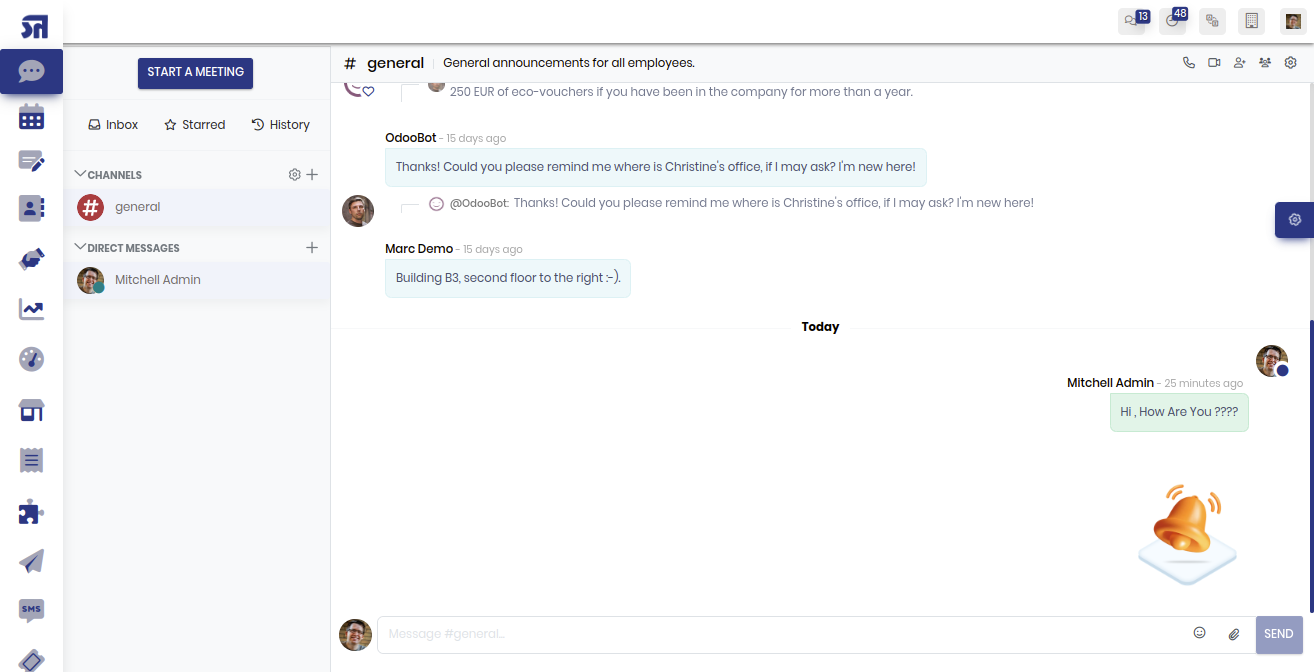 13
48
START A MEETING
Inbox
Starred
History
CHANNELS
general
DIRECT MESSAGES
Mitchell Admin
# general
General announcements for all employees.
250 EUR of eco-vouchers if you have been in the company for more than a year.
OdooBot - 15 days ago
Thanks! Could you please remind me where is Christine's office, if I may ask? I'm new here!
@OdooBot: Thanks! Could you please remind me where is Christine's office, if I may ask? I'm new here!
Marc Demo - 15 days ago
Building B3, second floor to the right :-).
Today
Mitchell Admin - 25 minutes ago
Hi , How Are You ????
Message #general...
SEND
SMS